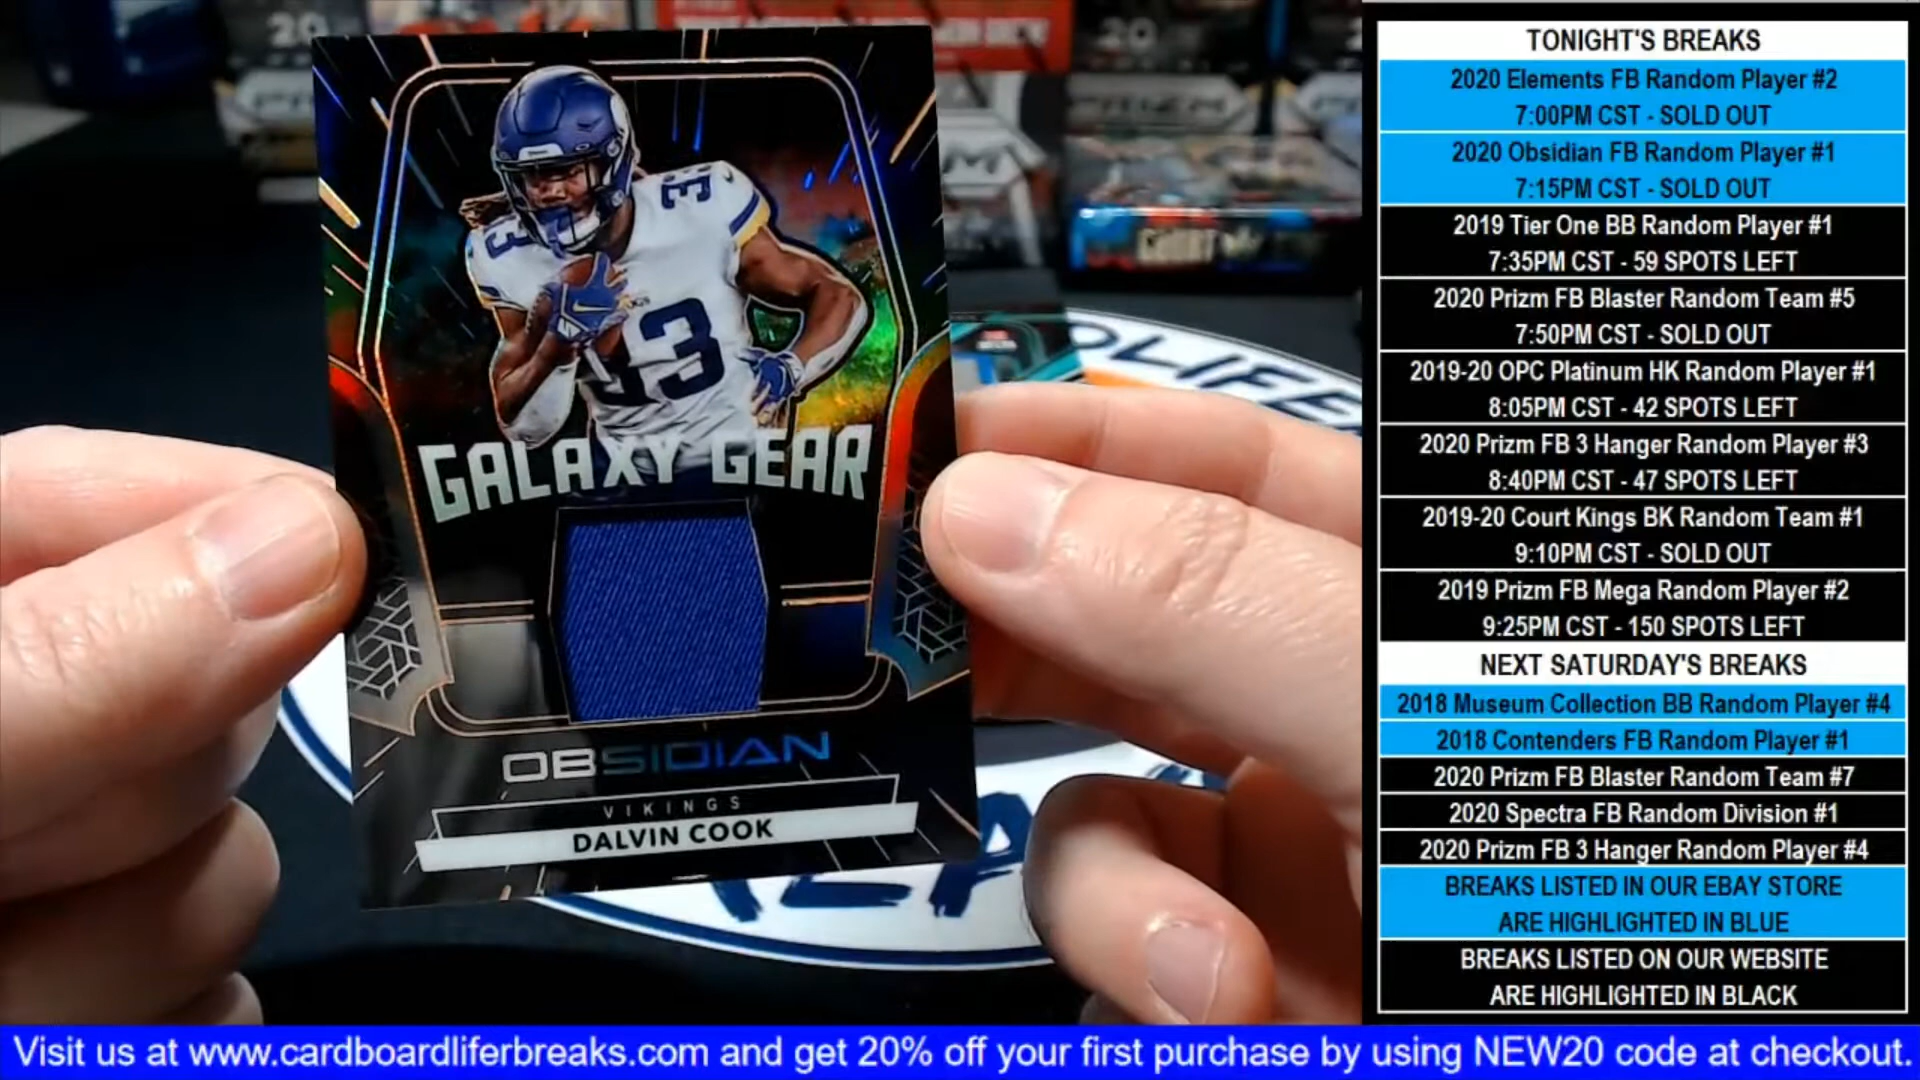 GALAXY GEAR
33
OBSIDIAN
VIKINGS
DALVIN COOK
20
20
PRIZM
TONIGHT'S BREAKS
2020 Elements FB Random Player #2
7:00PM CST - SOLD OUT
2020 Obsidian FB Random Player #1
7:15PM CST - SOLD OUT
2019 Tier One BB Random Player #1
7:35PM CST - 59 SPOTS LEFT
2020 Prizm FB Blaster Random Team #5
7:50PM CST - SOLD OUT
2019-20 OPC Platinum HK Random Player #1
8:05PM CST - 42 SPOTS LEFT
2020 Prizm FB 3 Hanger Random Player #3
8:40PM CST - 47 SPOTS LEFT
2019-20 Court Kings BK Random Team #1
9:10PM CST - SOLD OUT
2019 Prizm FB Mega Random Player #2
9:25PM CST - 150 SPOTS LEFT
NEXT SATURDAY'S BREAKS
2018 Museum Collection BB Random Player #4
2018 Contenders FB Random Player #1
2020 Prizm FB Blaster Random Team #7
2020 Spectra FB Random Division #1
2020 Prizm FB 3 Hanger Random Player #4
BREAKS LISTED IN OUR EBAY STORE
ARE HIGHLIGHTED IN BLUE
BREAKS LISTED ON OUR WEBSITE
ARE HIGHLIGHTED IN BLACK
Visit us at www.cardboardliferbreaks.com and get 20% off your first purchase by using NEW20 code at checkout.